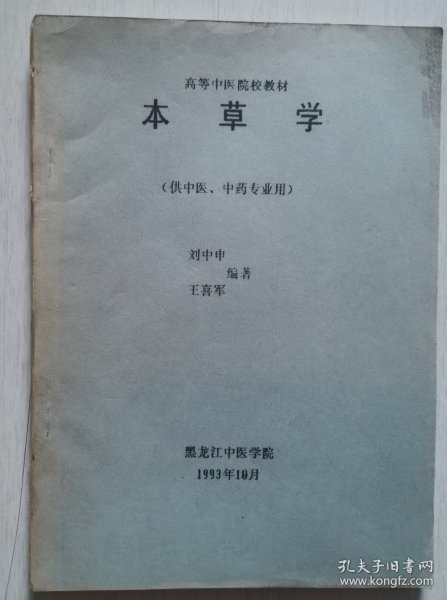 高等中医院校教材
本草学
（供中医、中药专业用）
刘中申
编著
王喜军
黑龙江中医学院
1993年10月
孔夫子旧书网
www.kongfz.com